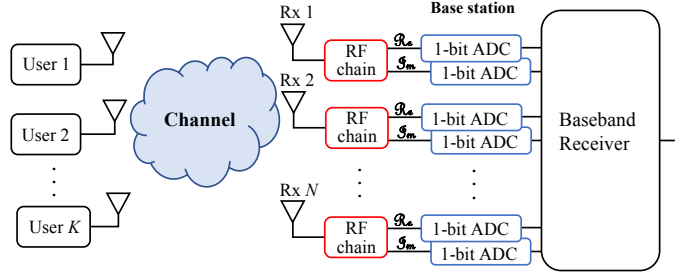 Base station
Rx 1
User 1
RF
chain
ℛℯ
ℐ𝓂
1-bit ADC
1-bit ADC
Channel
Rx 2
User 2
RF
chain
ℛℯ
ℐ𝓂
1-bit ADC
1-bit ADC
Baseband
Receiver
Rx N
User K
RF
chain
ℛℯ
ℐ𝓂
1-bit ADC
1-bit ADC